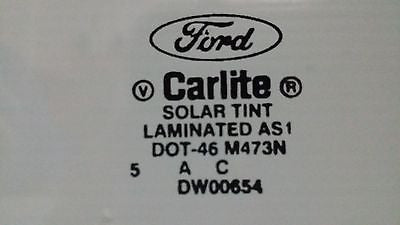 Ford
V Carlite ®
SOLAR TINT
LAMINATED AS1
DOT-46 M473N
5 A C
DW00654